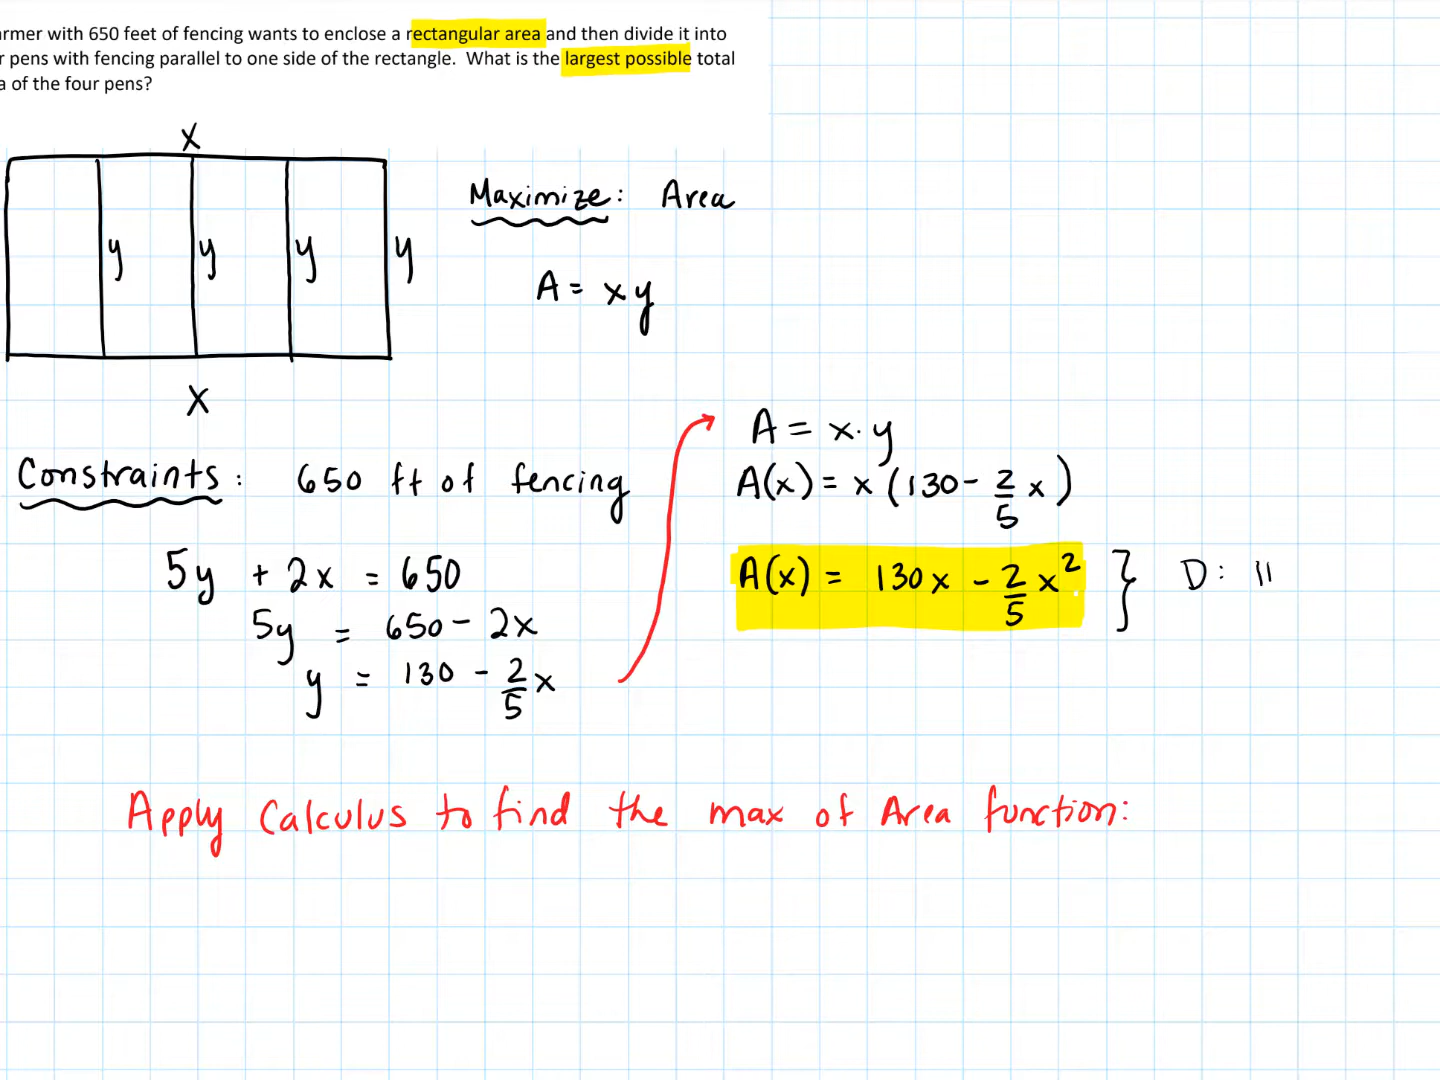 armer with 650 feet of fencing wants to enclose a rectangular area and then divide it into
r pens with fencing parallel to one side of the rectangle. What is the largest possible total
a of the four pens?
x
y y y y
x
Maximize: Area
A = xy
Constraints: 650 ft of fencing
5y + 2x = 650
5y = 650 - 2x
y = 130 - 2/5 x
A = x·y
A(x) = x(130 - 2/5 x)
A(x) = 130x - 2/5 x² } D:
Apply Calculus to find the max of Area function: